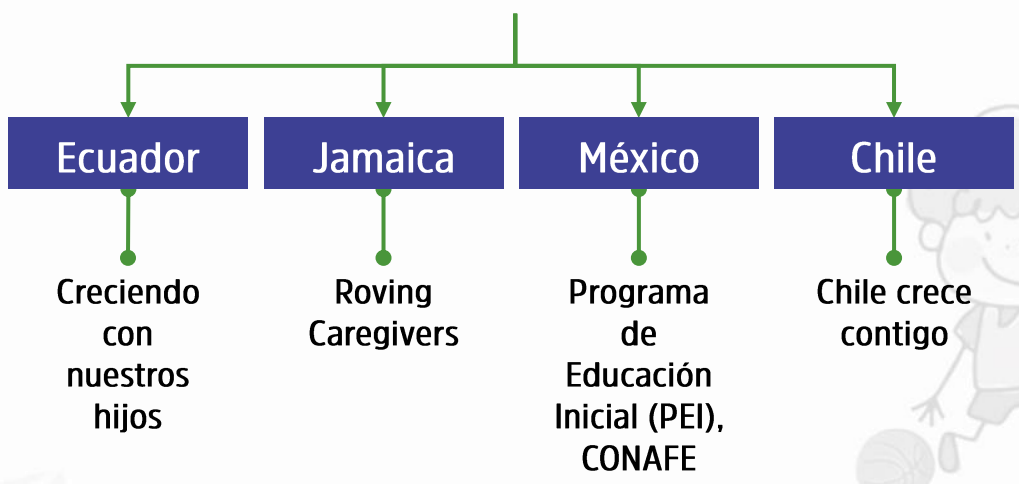 Ecuador
Jamaica
México
Chile
Creciendo
con
nuestros
hijos
Roving
Caregivers
Programa
de
Educación
Inicial (PEI),
CONAFE
Chile crece
contigo